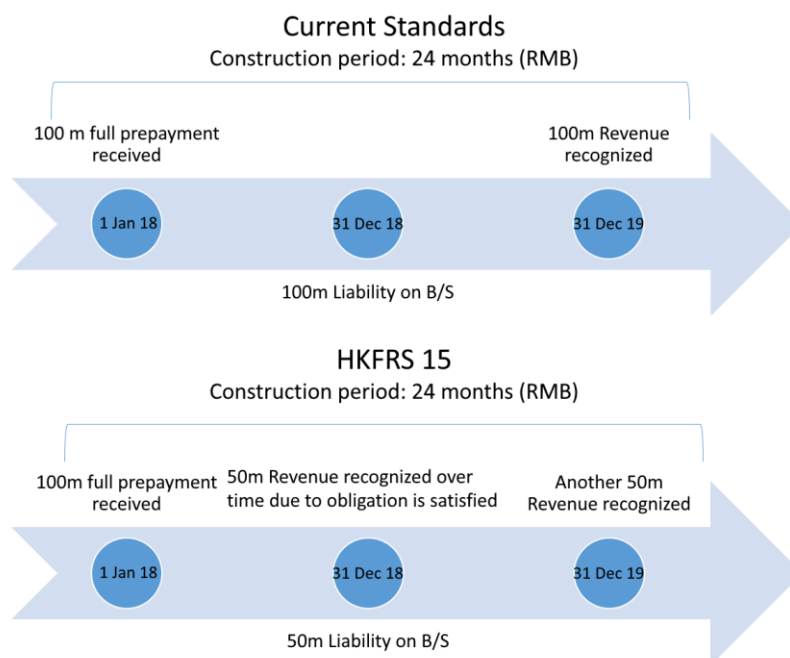 Current Standards
Construction period: 24 months (RMB)
100 m full prepayment
received
100m Revenue
recognized
1 Jan 18
31 Dec 18
31 Dec 19
100m Liability on B/S
HKFRS 15
Construction period: 24 months (RMB)
100m full prepayment
received
50m Revenue recognized over
time due to obligation is satisfied
Another 50m
Revenue recognized
1 Jan 18
31 Dec 18
31 Dec 19
50m Liability on B/S